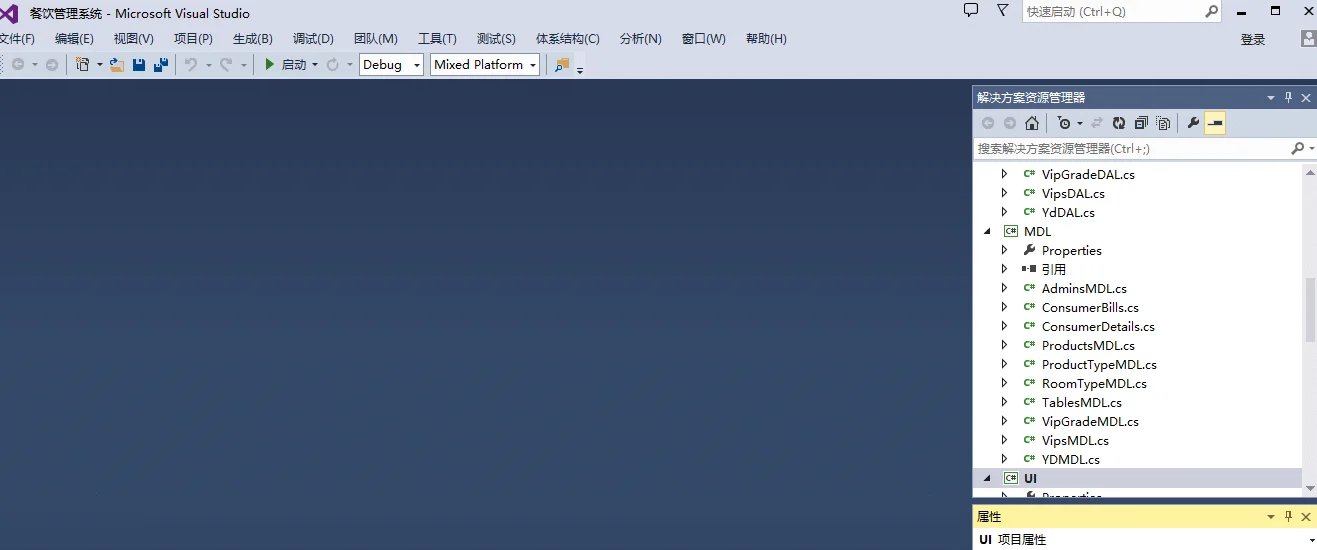 餐饮管理系统 - Microsoft Visual Studio
快速启动 (Ctrl+Q)
文件(F) 编辑(E) 视图(V) 项目(P) 生成(B) 调试(D) 团队(M) 工具(T) 测试(S) 体系结构(C) 分析(N) 窗口(W) 帮助(H)
登录
启动 Debug Mixed Platform
解决方案资源管理器
搜索解决方案资源管理器(Ctrl+;)
C# VipGradeDAL.cs
C# VipsDAL.cs
C# YdDAL.cs
C# MDL
Properties
引用
C# AdminsMDL.cs
C# ConsumerBills.cs
C# ConsumerDetails.cs
C# ProductsMDL.cs
C# ProductTypeMDL.cs
C# RoomTypeMDL.cs
C# TablesMDL.cs
C# VipGradeMDL.cs
C# VipsMDL.cs
C# YDMDL.cs
C# UI
Properties
属性
UI 项目属性